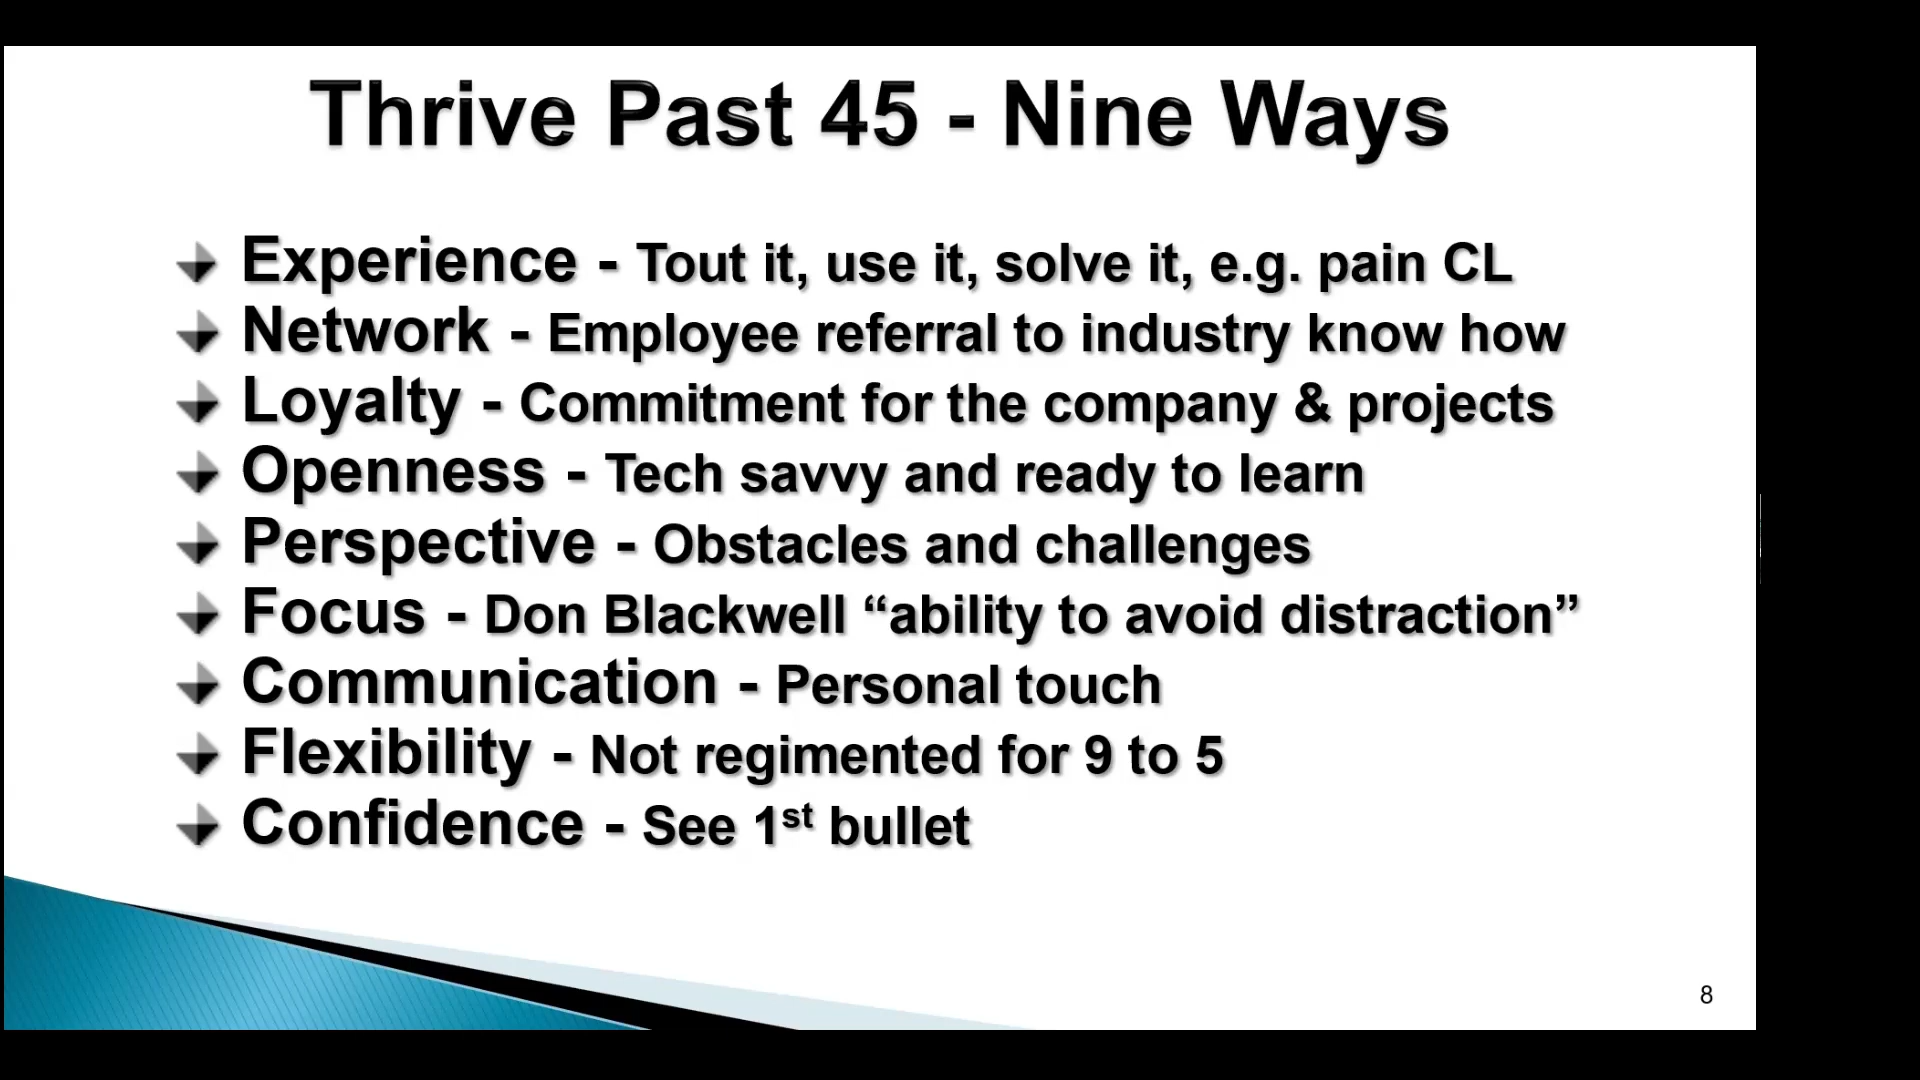 Thrive Past 45 - Nine Ways
Experience - Tout it, use it, solve it, e.g. pain CL
Network - Employee referral to industry know how
Loyalty - Commitment for the company & projects
Openness - Tech savvy and ready to learn
Perspective - Obstacles and challenges
Focus - Don Blackwell “ability to avoid distraction”
Communication - Personal touch
Flexibility - Not regimented for 9 to 5
Confidence - See 1st bullet
8